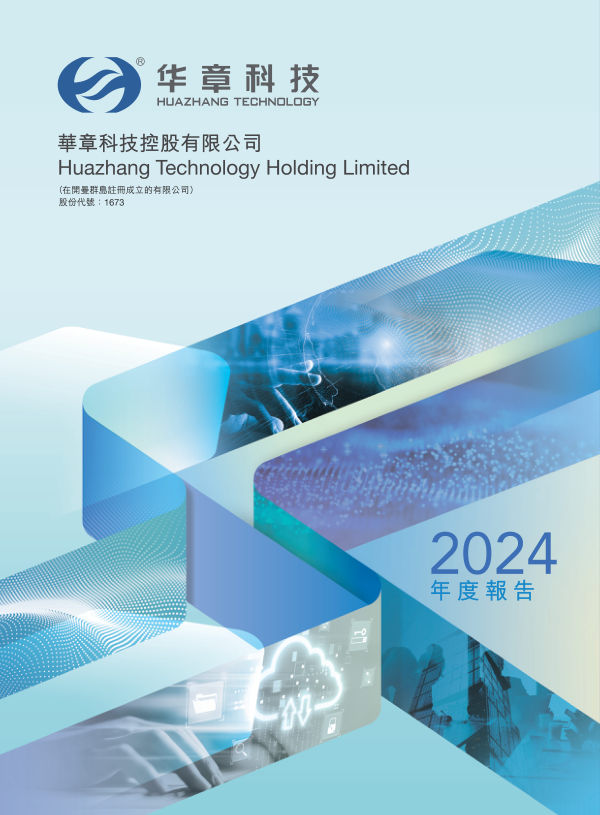 ®
华章科技
HUAZHANG TECHNOLOGY
華章科技控股有限公司
Huazhang Technology Holding Limited
（在開曼群島註冊成立的有限公司）
股份代號：1673
2024
年度報告